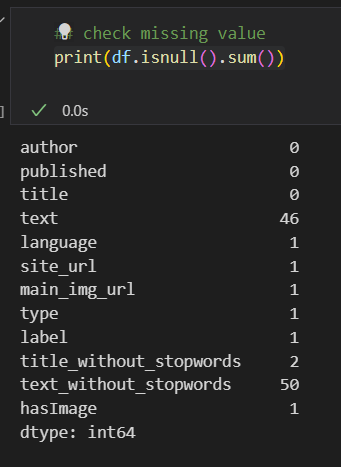 ## check missing value
print(df.isnull().sum())
]
0.0s
author 0
published 0
title 0
text 46
language 1
site_url 1
main_img_url 1
type 1
label 1
title_without_stopwords 2
text_without_stopwords 50
hasImage 1
dtype: int64